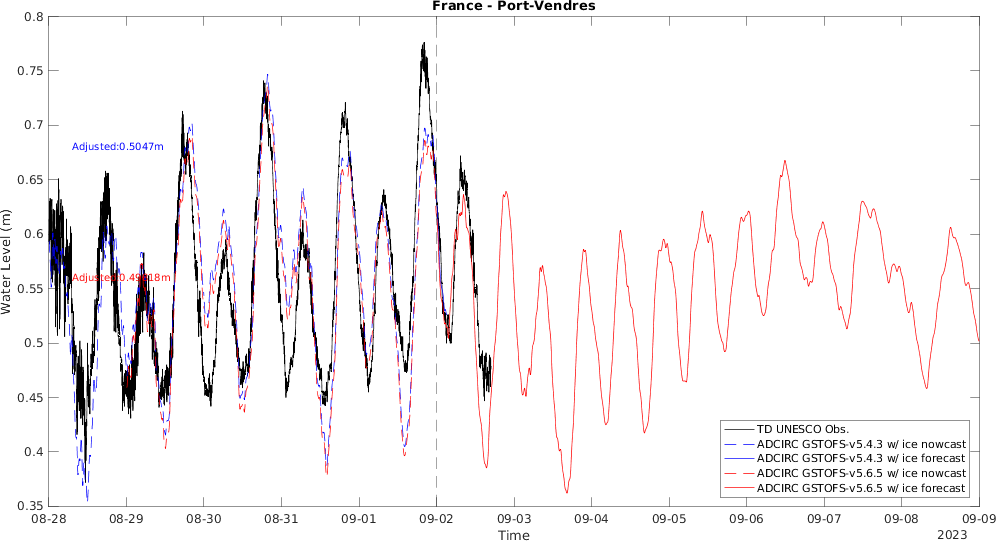 France - Port-Vendres
0.8
0.75
0.7
0.65
0.6
0.55
0.5
0.45
0.4
0.35
Water Level (m)
Adjusted:0.5047m
TD UNESCO Obs.
ADCIRC GSTOFS-v5.4.3 w/ ice nowcast
ADCIRC GSTOFS-v5.4.3 w/ ice forecast
ADCIRC GSTOFS-v5.6.5 w/ ice nowcast
ADCIRC GSTOFS-v5.6.5 w/ ice forecast
08-28 08-29 08-30 08-31 09-01 09-02 09-03 09-04 09-05 09-06 09-07 09-08 09-09
Time
2023